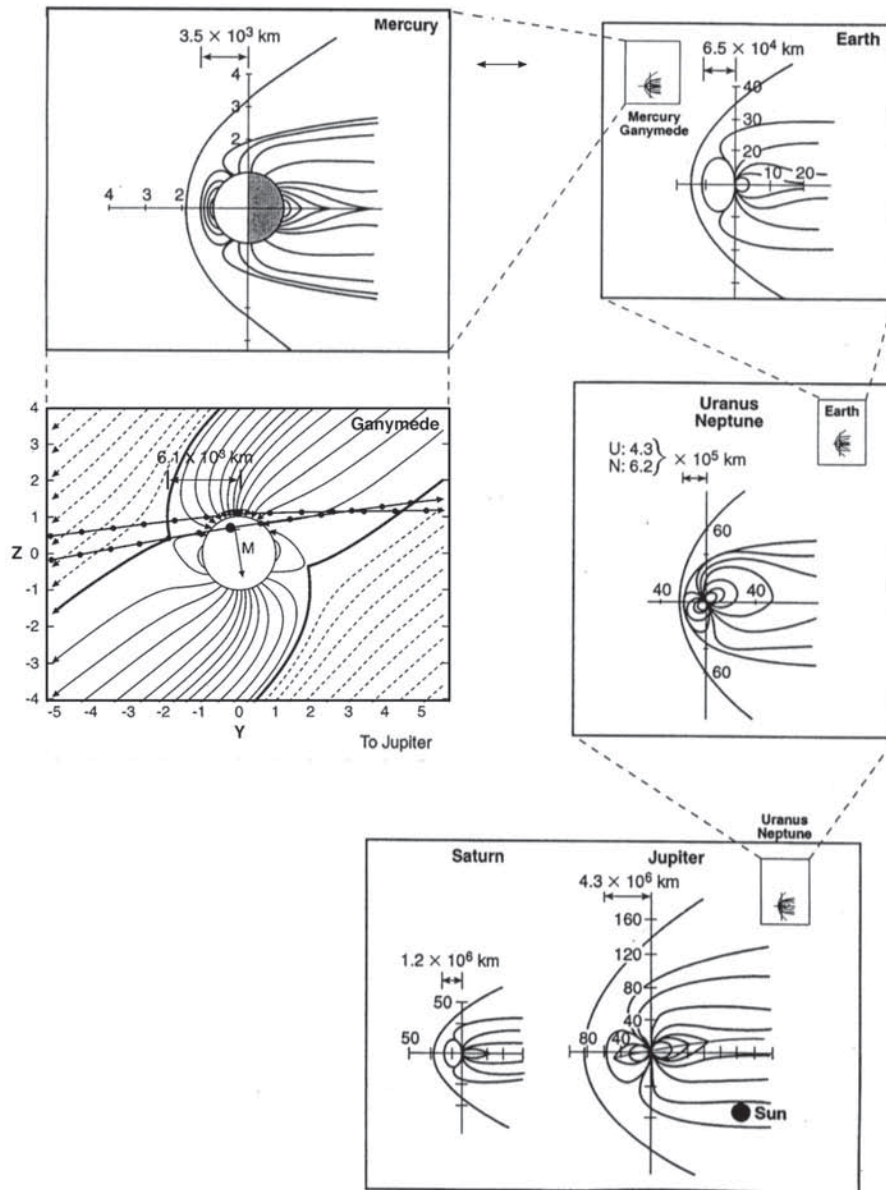 Mercury
3.5 × 10³ km
4
3
2
4 3 2
Earth
6.5 × 10⁴ km
Mercury
Ganymede
40
30
20
10 20
Ganymede
6.1 × 10³ km
M
4
3
2
1
Z 0
-1
-2
-3
-4
-5 -4 -3 -2 -1 0 1 2 3 4 5
Y
To Jupiter
Uranus
Neptune
Earth
U: 4.3
N: 6.2} × 10⁵ km
60
40 40
60
Uranus
Neptune
Saturn
1.2 × 10⁶ km
50
50
Jupiter
4.3 × 10⁶ km
160
120
80
40
80 40
Sun